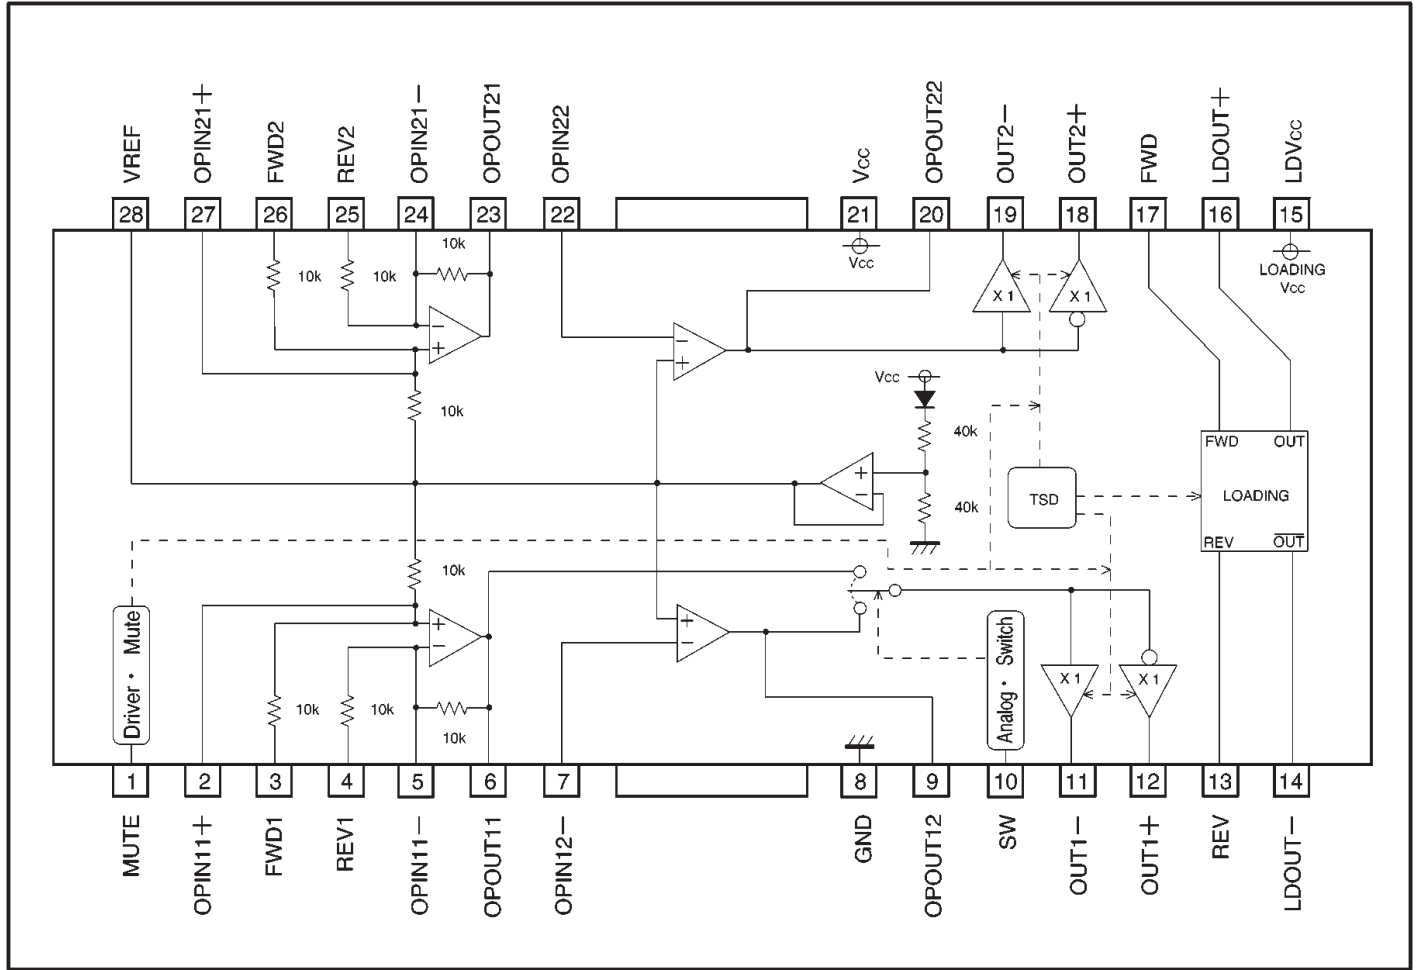 VREF
OPIN21+
FWD2
REV2
OPIN21−
OPOUT21
OPIN22
Vcc
OPOUT22
OUT2−
OUT2+
FWD
LDOUT+
LDVcc
28
27
26
25
24
23
22
21
20
19
18
17
16
15
10k
10k
10k
Vcc
LOADING
Vcc
X 1
X 1
−
+
−
+
10k
Vcc
40k
FWD
OUT
+
−
TSD
LOADING
40k
REV
OUT
10k
Driver・Mute
+
−
+
−
Analog・Switch
X 1
X 1
10k
10k
10k
1
2
3
4
5
6
7
8
9
10
11
12
13
14
MUTE
OPIN11+
FWD1
REV1
OPIN11−
OPOUT11
OPIN12−
GND
OPOUT12
SW
OUT1−
OUT1+
REV
LDOUT−